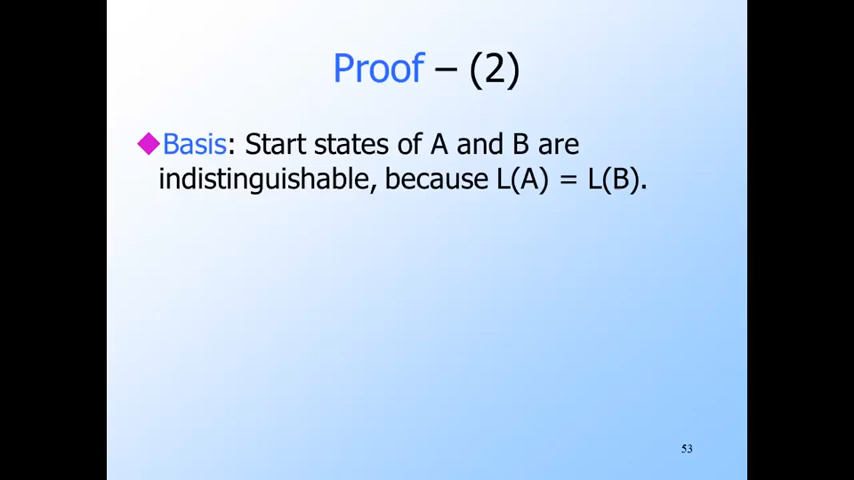 Proof – (2)
Basis: Start states of A and B are
indistinguishable, because L(A) = L(B).
53